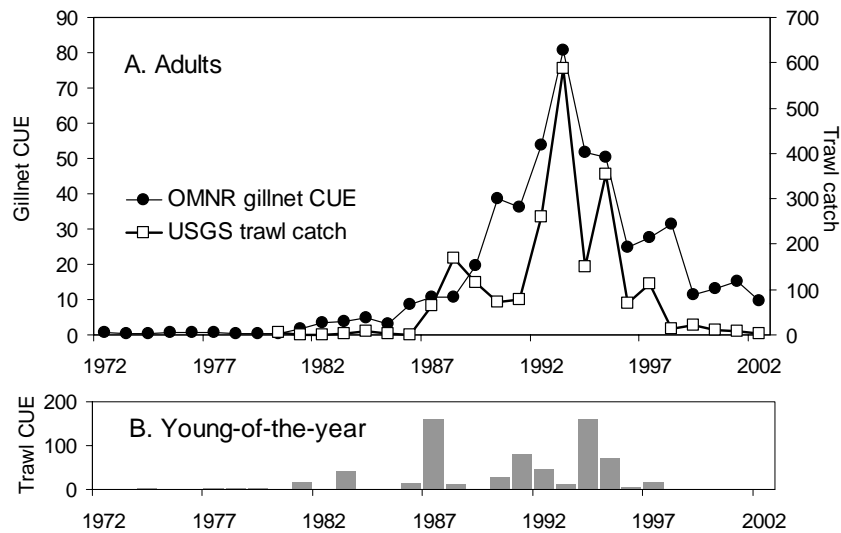 A. Adults
Gillnet CUE
Trawl catch
90
80
70
60
50
40
30
20
10
0
700
600
500
400
300
200
100
0
OMNR gillnet CUE
USGS trawl catch
1972 1977 1982 1987 1992 1997 2002
B. Young-of-the-year
Trawl CUE
200
100
0
1972 1977 1982 1987 1992 1997 2002